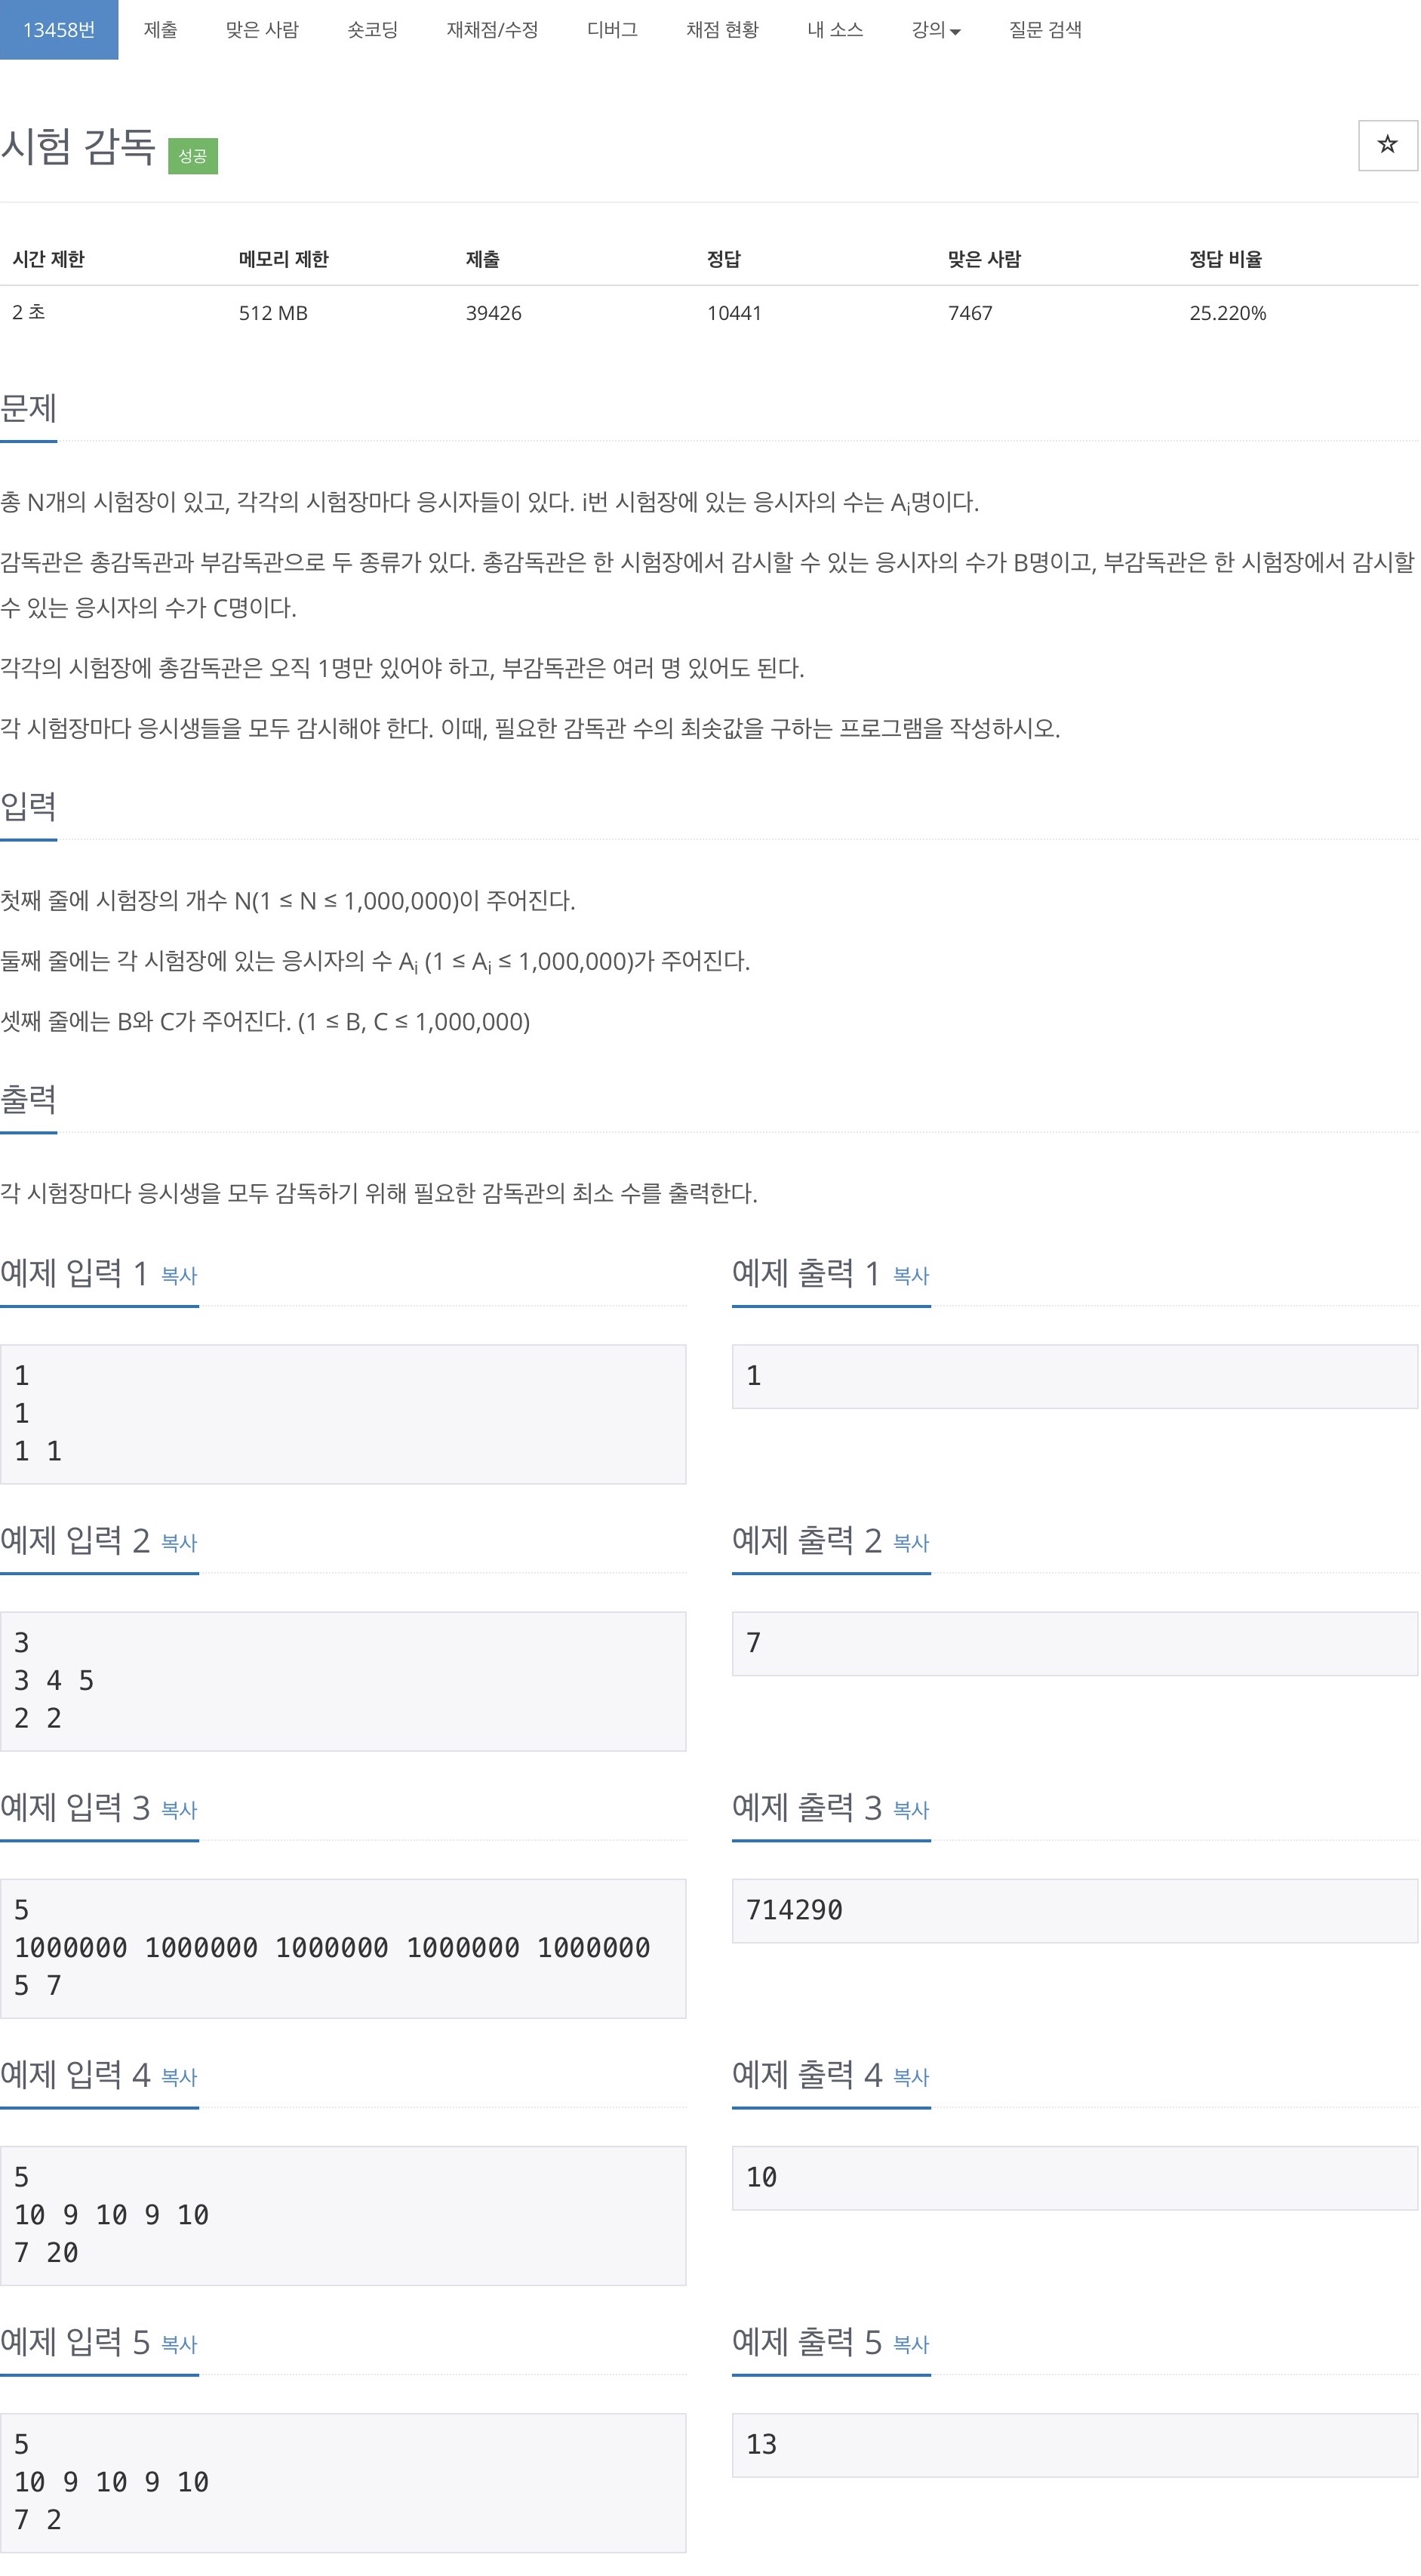 13458번 제출 맞은 사람 숏코딩 재채점/수정 디버그 채점 현황 내 소스 강의 질문 검색
시험 감독 성공
시간 제한 메모리 제한 제출 정답 맞은 사람 정답 비율
2 초 512 MB 39426 10441 7467 25.220%
문제
총 N개의 시험장이 있고, 각각의 시험장마다 응시자들이 있다. i번 시험장에 있는 응시자의 수는 Aᵢ명이다.
감독관은 총감독관과 부감독관으로 두 종류가 있다. 총감독관은 한 시험장에서 감시할 수 있는 응시자의 수가 B명이고, 부감독관은 한 시험장에서 감시할
수 있는 응시자의 수가 C명이다.
각각의 시험장에 총감독관은 오직 1명만 있어야 하고, 부감독관은 여러 명 있어도 된다.
각 시험장마다 응시생들을 모두 감시해야 한다. 이때, 필요한 감독관 수의 최솟값을 구하는 프로그램을 작성하시오.
입력
첫째 줄에 시험장의 개수 N(1 ≤ N ≤ 1,000,000)이 주어진다.
둘째 줄에는 각 시험장에 있는 응시자의 수 Aᵢ (1 ≤ Aᵢ ≤ 1,000,000)가 주어진다.
셋째 줄에는 B와 C가 주어진다. (1 ≤ B, C ≤ 1,000,000)
출력
각 시험장마다 응시생을 모두 감독하기 위해 필요한 감독관의 최소 수를 출력한다.
예제 입력 1 복사
1
1
1 1
예제 출력 1 복사
1
예제 입력 2 복사
3
3 4 5
2 2
예제 출력 2 복사
7
예제 입력 3 복사
5
1000000 1000000 1000000 1000000 1000000
5 7
예제 출력 3 복사
714290
예제 입력 4 복사
5
10 9 10 9 10
7 20
예제 출력 4 복사
10
예제 입력 5 복사
5
10 9 10 9 10
7 2
예제 출력 5 복사
13